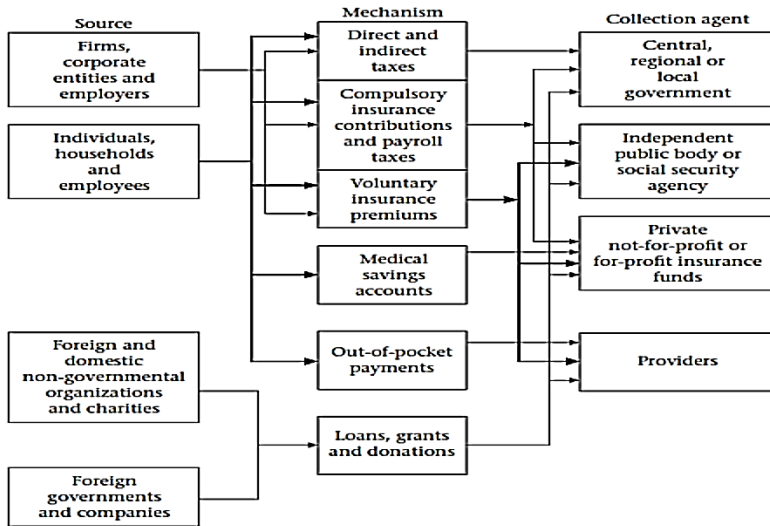 Source
Mechanism
Collection agent
Firms,
corporate
entities and
employers
Individuals,
households
and
employees
Foreign and
domestic
non-governmental
organizations
and charities
Foreign
governments
and companies
Direct and
indirect
taxes
Compulsory
insurance
contributions
and payroll
taxes
Voluntary
insurance
premiums
Medical
savings
accounts
Out-of-pocket
payments
Loans, grants
and donations
Central,
regional or
local
government
Independent
public body or
social security
agency
Private
not-for-profit or
for-profit insurance
funds
Providers